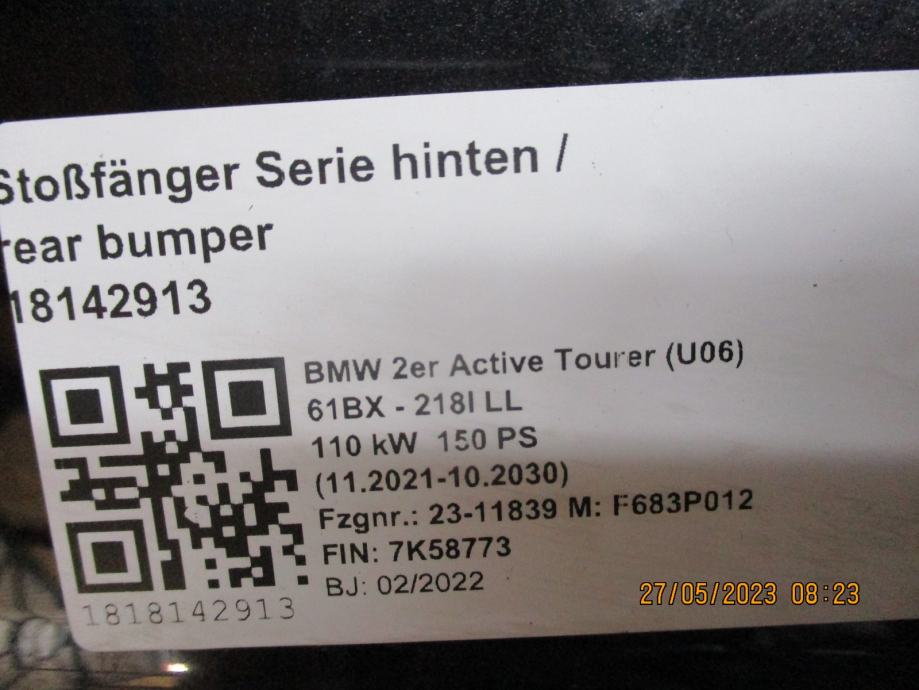 Stoßfänger Serie hinten /
rear bumper
18142913
BMW 2er Active Tourer (U06)
61BX - 218I LL
110 kW 150 PS
(11.2021-10.2030)
Fzgnr.: 23-11839 M: F683P012
FIN: 7K58773
BJ: 02/2022
1818142913
27/05/2023 08:23